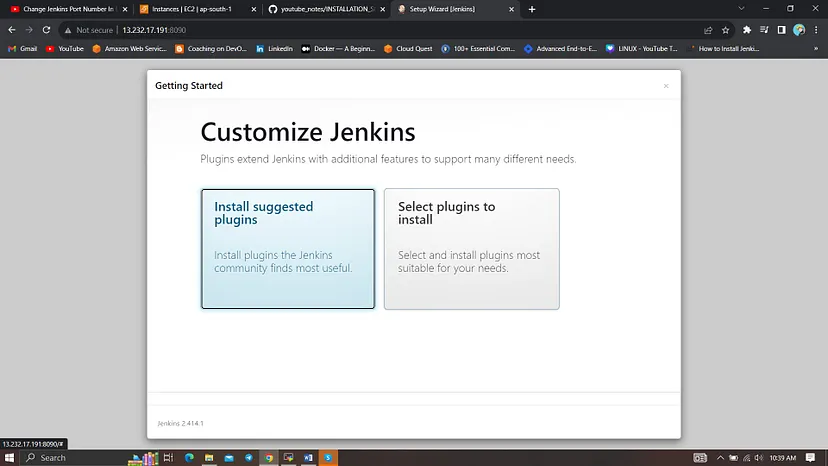 Change Jenkins Port Number In
Instances | EC2 | ap-south-1
youtube_notes/INSTALLATION_S
Setup Wizard [Jenkins]
Not secure | 13.232.17.191:8090
Gmail
YouTube
Amazon Web Servic...
Coaching on DevO...
LinkedIn
Docker — A Beginn...
Cloud Quest
100+ Essential Com...
Advanced End-to-E...
LINUX - YouTube T...
How to Install Jenki...
Getting Started
Customize Jenkins
Plugins extend Jenkins with additional features to support many different needs.
Install suggested
plugins
Install plugins the Jenkins
community finds most useful.
Select plugins to
install
Select and install plugins most
suitable for your needs.
Jenkins 2.414.1
13.232.17.191:8090/#
Search
10:39 AM